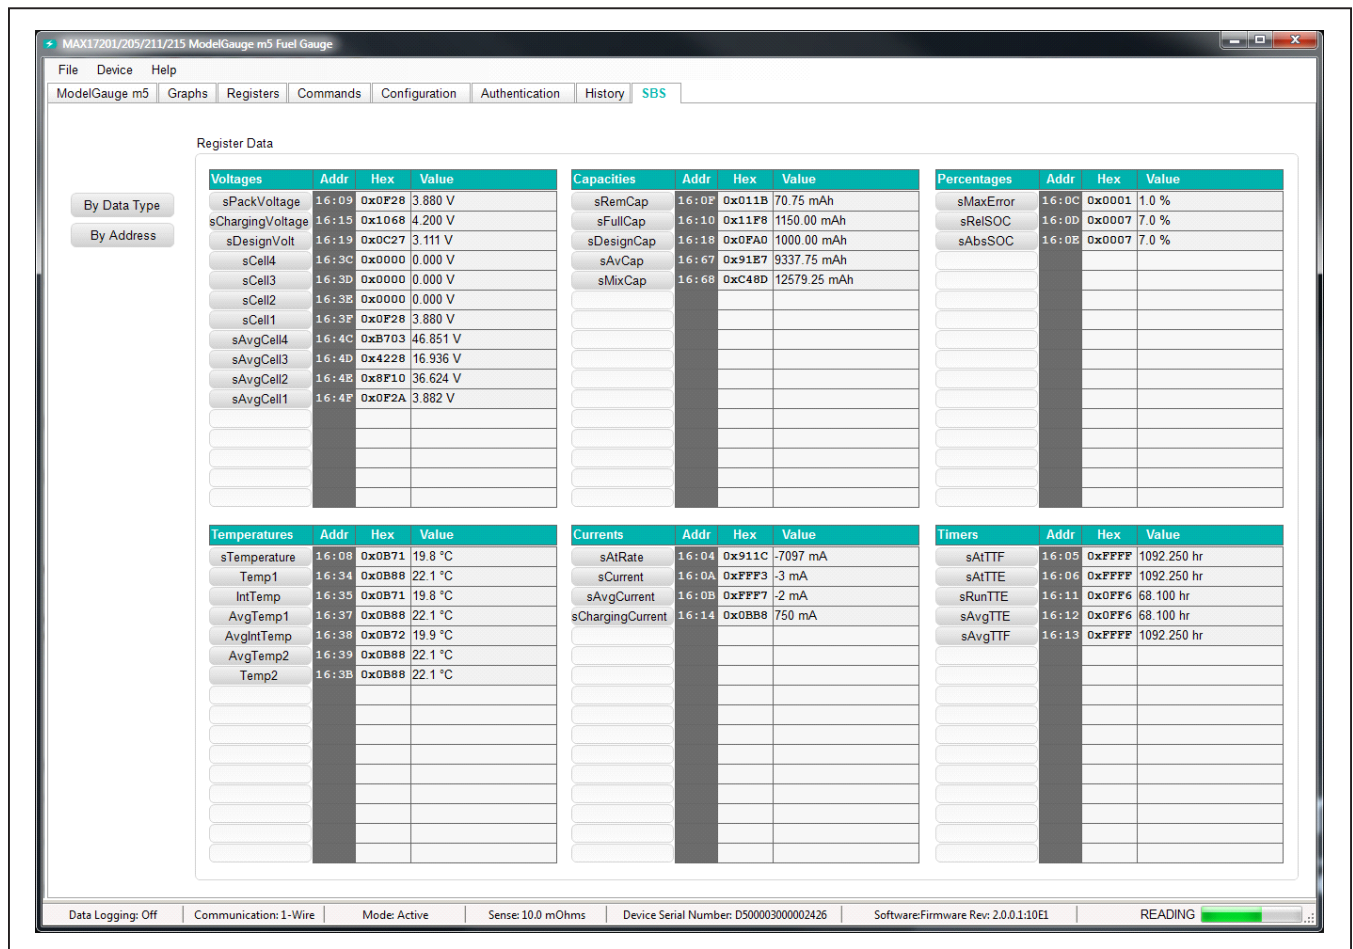 MAX17201/205/211/215 ModelGauge m5 Fuel Gauge
File Device Help
ModelGauge m5 Graphs Registers Commands Configuration Authentication History SBS
Register Data
By Data Type
By Address
Voltages Addr Hex Value
sPackVoltage 16:09 0x0F28 3.880 V
sChargingVoltage 16:15 0x1068 4.200 V
sDesignVolt 16:19 0x0C27 3.111 V
sCell4 16:3C 0x0000 0.000 V
sCell3 16:3D 0x0000 0.000 V
sCell2 16:3E 0x0000 0.000 V
sCell1 16:3F 0x0F28 3.880 V
sAvgCell4 16:4C 0xB703 46.851 V
sAvgCell3 16:4D 0x4228 16.936 V
sAvgCell2 16:4E 0x8F10 36.624 V
sAvgCell1 16:4F 0x0F2A 3.882 V
Capacities Addr Hex Value
sRemCap 16:0F 0x011B 70.75 mAh
sFullCap 16:10 0x11F8 1150.00 mAh
sDesignCap 16:18 0x0FA0 1000.00 mAh
sAvCap 16:67 0x91E7 9337.75 mAh
sMixCap 16:68 0xC48D 12579.25 mAh
Percentages Addr Hex Value
sMaxError 16:0C 0x0001 1.0 %
sRelSOC 16:0D 0x0007 7.0 %
sAbsSOC 16:0E 0x0007 7.0 %
Temperatures Addr Hex Value
sTemperature 16:08 0x0B71 19.8 °C
Temp1 16:34 0x0B88 22.1 °C
IntTemp 16:35 0x0B71 19.8 °C
AvgTemp1 16:37 0x0B88 22.1 °C
AvgIntTemp 16:38 0x0B72 19.9 °C
AvgTemp2 16:39 0x0B88 22.1 °C
Temp2 16:3B 0x0B88 22.1 °C
Currents Addr Hex Value
sAtRate 16:04 0x911C -7097 mA
sCurrent 16:0A 0xFFF3 -3 mA
sAvgCurrent 16:0B 0xFFF7 -2 mA
sChargingCurrent 16:14 0x0BB8 750 mA
Timers Addr Hex Value
sAtTTF 16:05 0xFFFF 1092.250 hr
sAtTTE 16:06 0xFFFF 1092.250 hr
sRunTTE 16:11 0x0FF6 68.100 hr
sAvgTTE 16:12 0x0FF6 68.100 hr
sAvgTTF 16:13 0xFFFF 1092.250 hr
Data Logging: Off Communication: 1-Wire Mode: Active Sense: 10.0 mOhms Device Serial Number: D500003000002426 Software:Firmware Rev: 2.0.0.1:10E1 READING